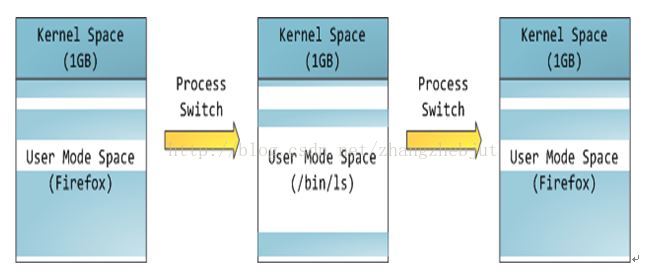 Kernel Space
(1GB)
User Mode Space
(Firefox)
Process
Switch
Kernel Space
(1GB)
User Mode Space
(/bin/ls)
Process
Switch
Kernel Space
(1GB)
User Mode Space
(Firefox)
http://blog.csdn.net/zhangzhebjut